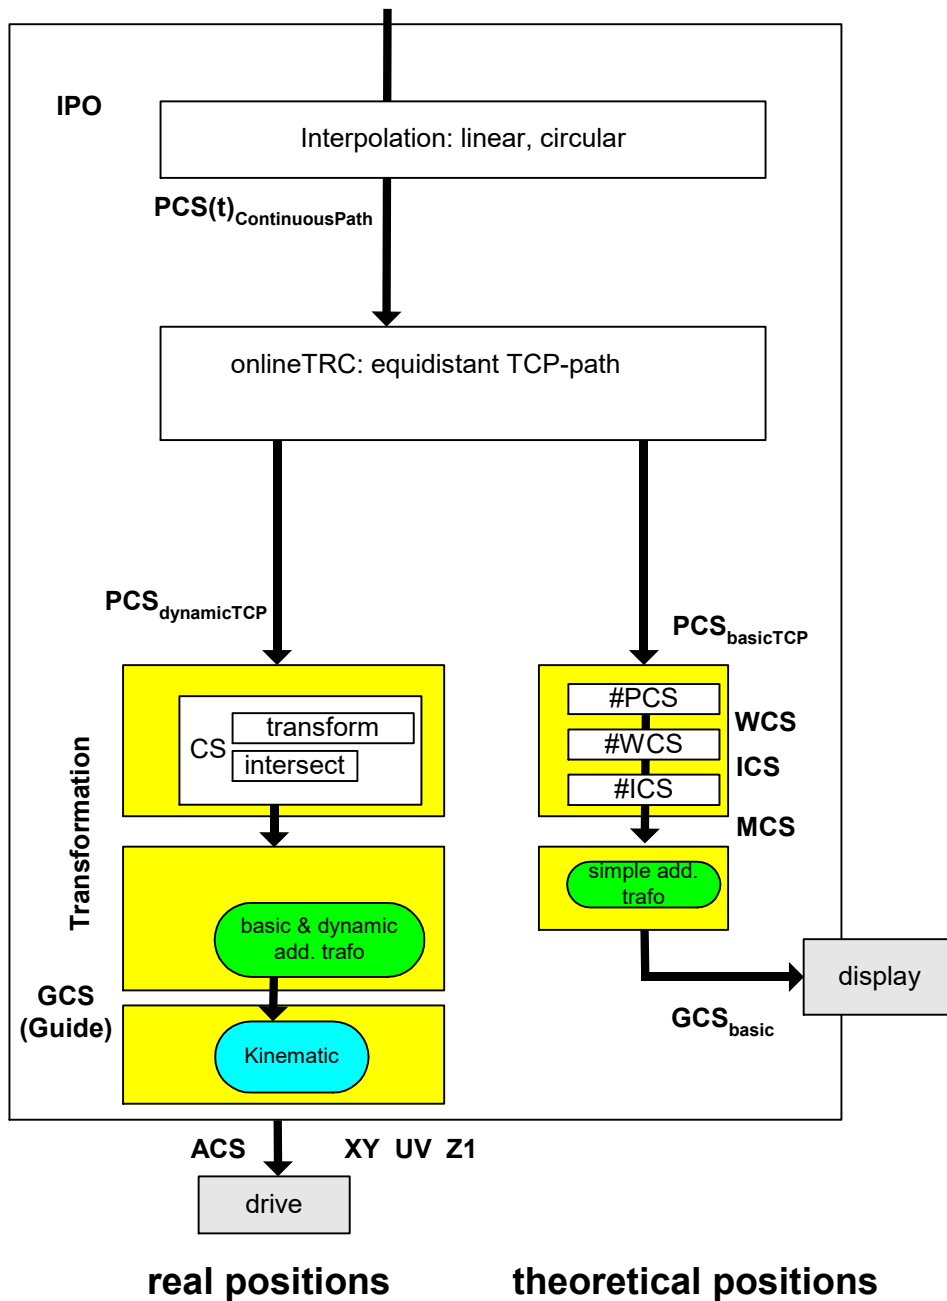 IPO
Interpolation: linear, circular
PCS(t)ContinuousPath
onlineTRC: equidistant TCP-path
PCSdynamicTCP
PCSbasicTCP
Transformation
CS
transform
intersect
#PCS
WCS
#WCS
ICS
#ICS
MCS
simple add.
trafo
basic & dynamic
add. trafo
display
GCS
(Guide)
GCSbasic
Kinematic
ACS
XY UV Z1
drive
real positions
theoretical positions